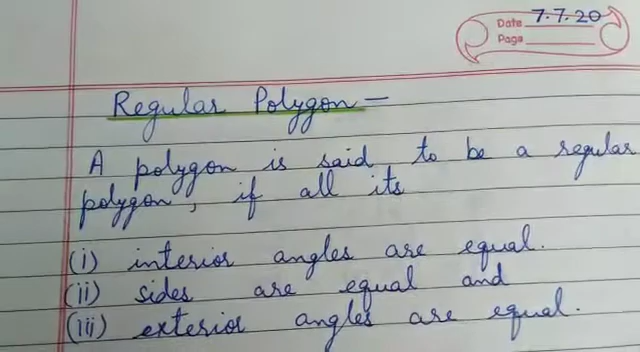 Date 7.7.20
Page
Regular Polygon –
A polygon is said to be a regular
polygon, if all its
(i) interior angles are equal.
(ii) sides are equal and
(iii) exterior angles are equal.